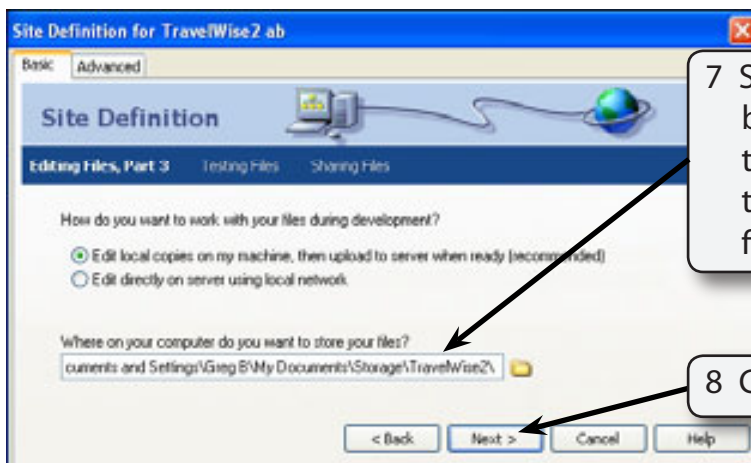 Site Definition for TravelWise2 ab
Basic Advanced
Site Definition
Editing Files, Part 3 Testing Files Sharing Files
How do you want to work with your files during development?
Edit local copies on my machine, then upload to server when ready (recommended)
Edit directly on server using local network
Where on your computer do you want to store your files?
cuments and Settings\Greg B\My Documents\Storage\TravelWise2\
< Back Next > Cancel Help
7 S
b
t
t
f
8